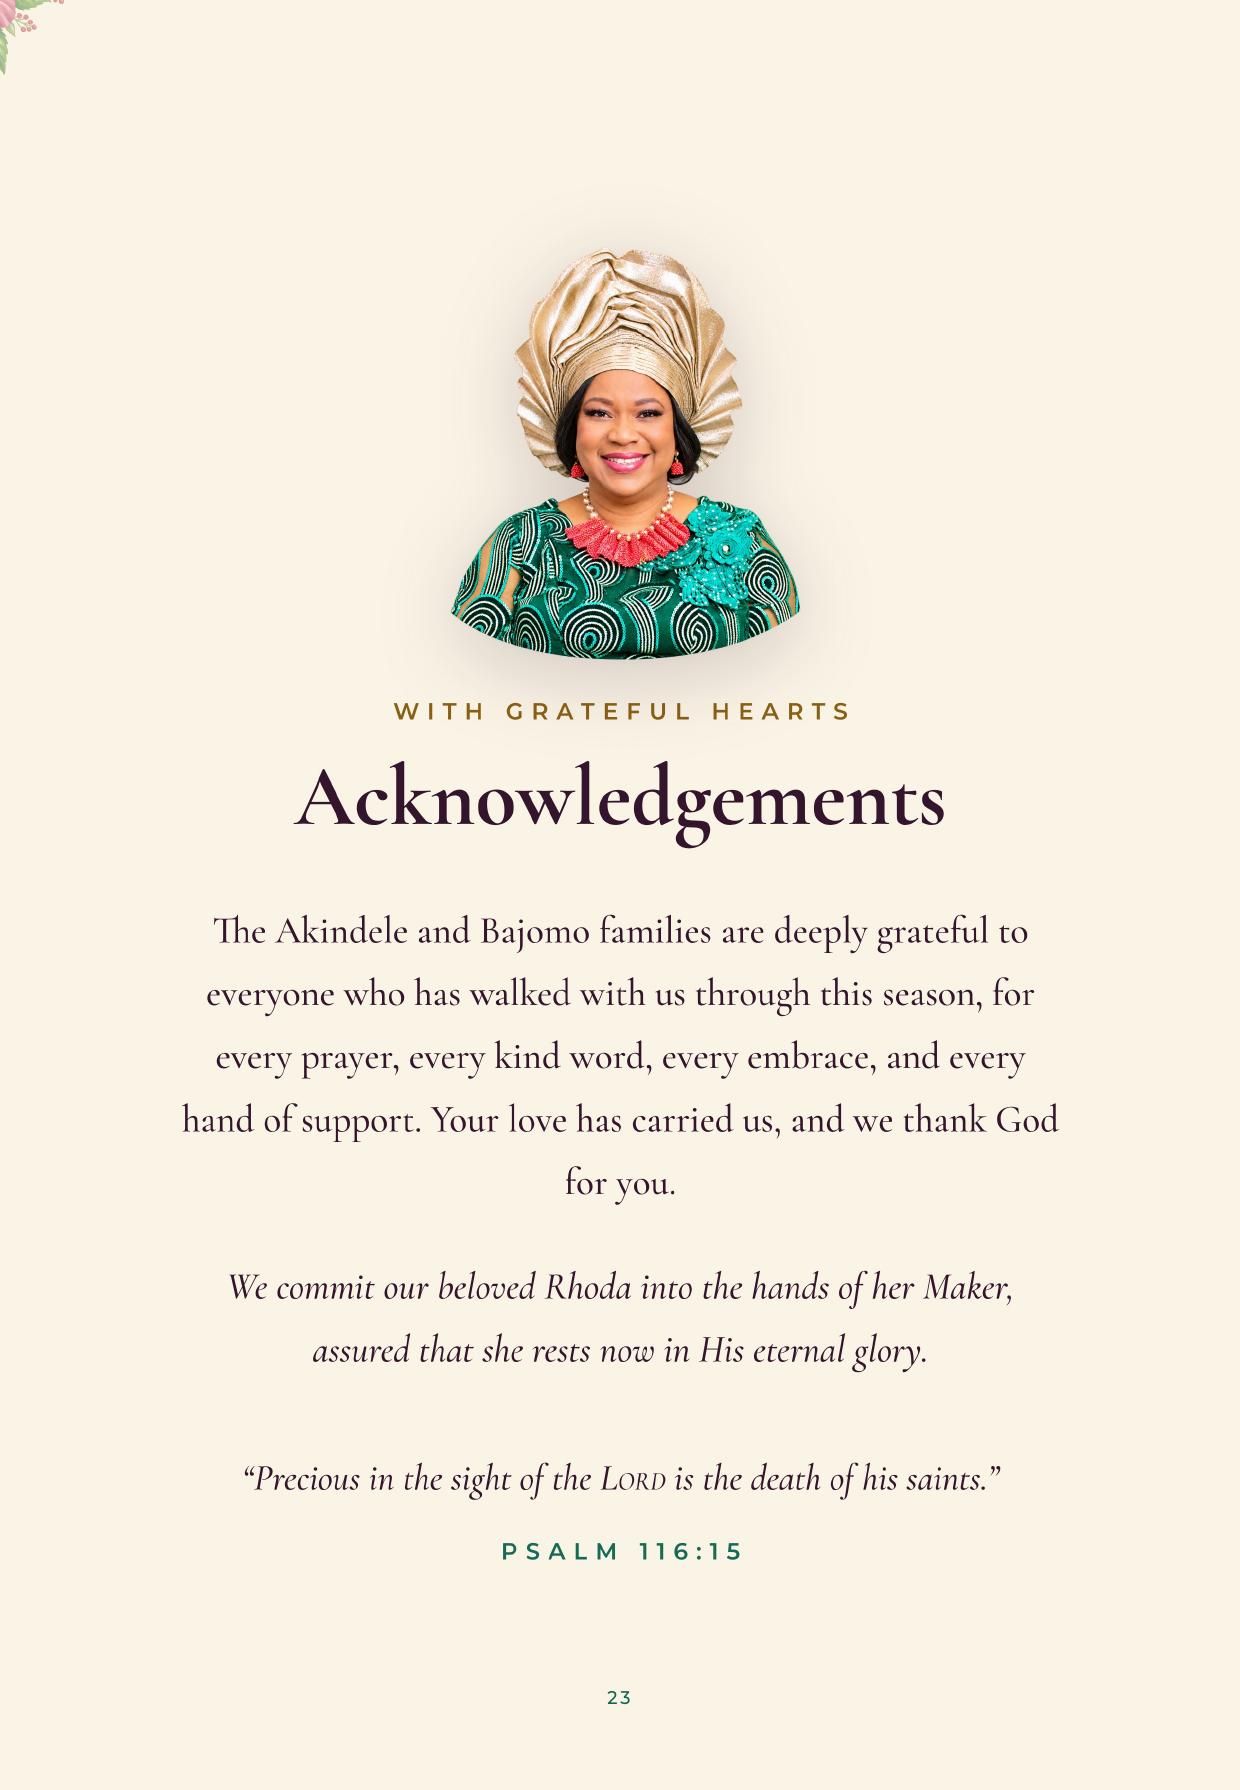 WITH GRATEFUL HEARTS
Acknowledgements
The Akindele and Bajomo families are deeply grateful to
everyone who has walked with us through this season, for
every prayer, every kind word, every embrace, and every
hand of support. Your love has carried us, and we thank God
for you.
We commit our beloved Rhoda into the hands of her Maker,
assured that she rests now in His eternal glory.
“Precious in the sight of the LORD is the death of his saints.”
PSALM 116:15
23